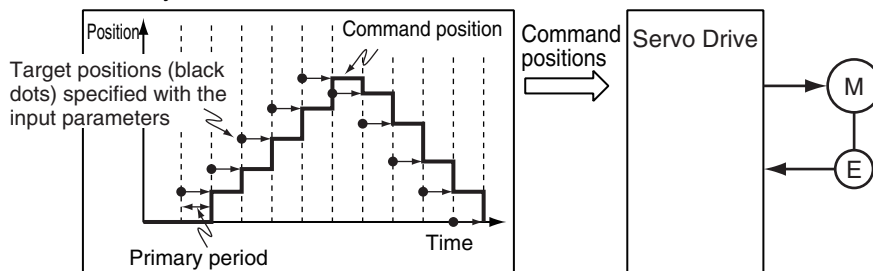 Position
Command position
Target positions (black
dots) specified with the
input parameters
Primary period
Time
Command
positions
Servo Drive
M
E